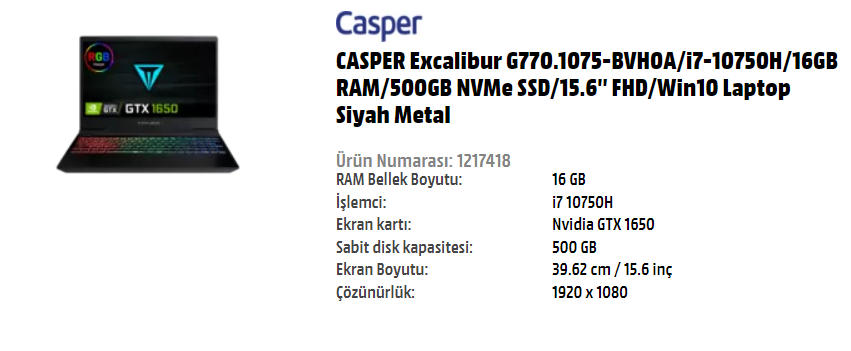 Casper
CASPER Excalibur G770.1075-BVH0A/i7-10750H/16GB
RAM/500GB NVMe SSD/15.6" FHD/Win10 Laptop
Siyah Metal
Ürün Numarası: 1217418
RAM Bellek Boyutu: 16 GB
İşlemci: i7 10750H
Ekran kartı: Nvidia GTX 1650
Sabit disk kapasitesi: 500 GB
Ekran Boyutu: 39.62 cm / 15.6 inç
Çözünürlük: 1920 x 1080
RGB
GTX
GTX 1650